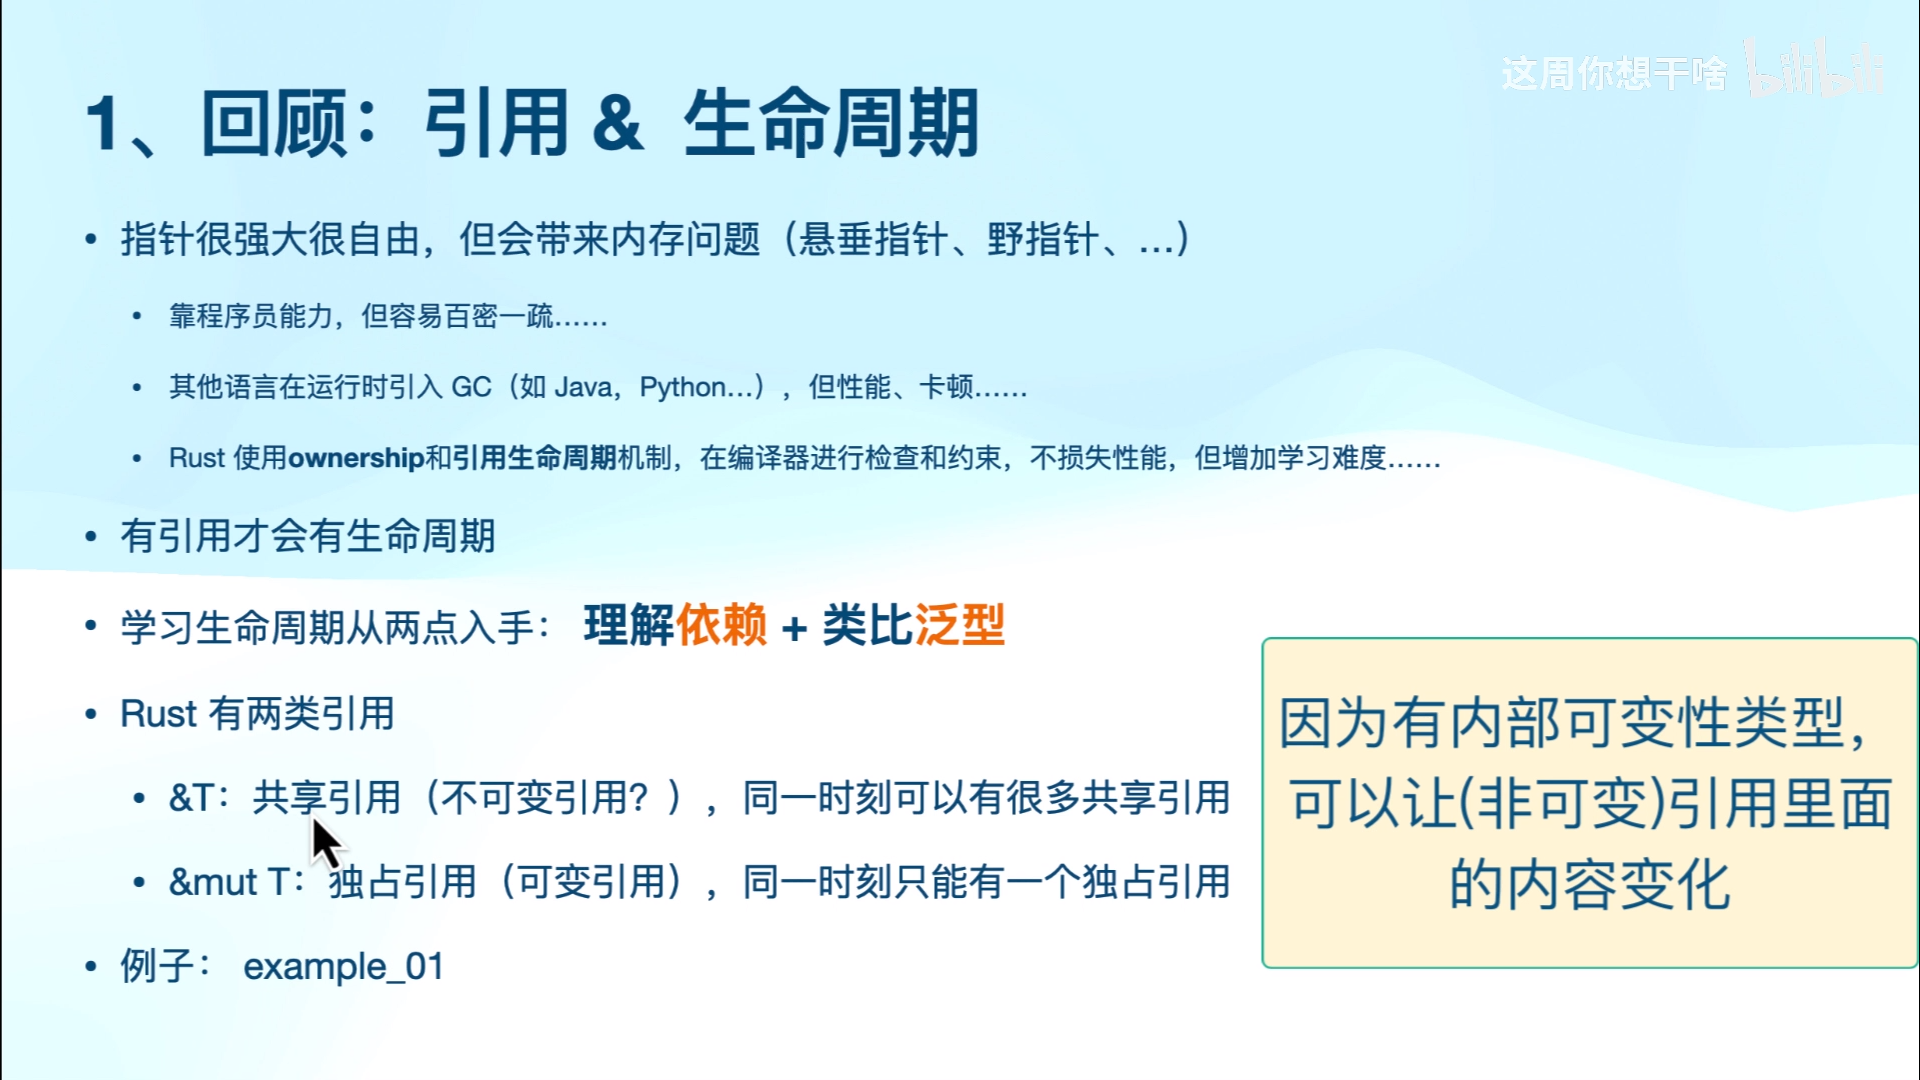 这周你想干啥 bilibili
1、回顾：引用 & 生命周期
• 指针很强大很自由，但会带来内存问题（悬垂指针、野指针、…）
• 靠程序员能力，但容易百密一疏……
• 其他语言在运行时引入 GC（如 Java，Python…），但性能、卡顿……
• Rust 使用ownership和引用生命周期机制，在编译器进行检查和约束，不损失性能，但增加学习难度……
• 有引用才会有生命周期
• 学习生命周期从两点入手： 理解依赖 + 类比泛型
• Rust 有两类引用
• &T：共享引用（不可变引用？），同一时刻可以有很多共享引用
• &mut T：独占引用（可变引用），同一时刻只能有一个独占引用
• 例子： example_01
因为有内部可变性类型，
可以让(非可变)引用里面
的内容变化